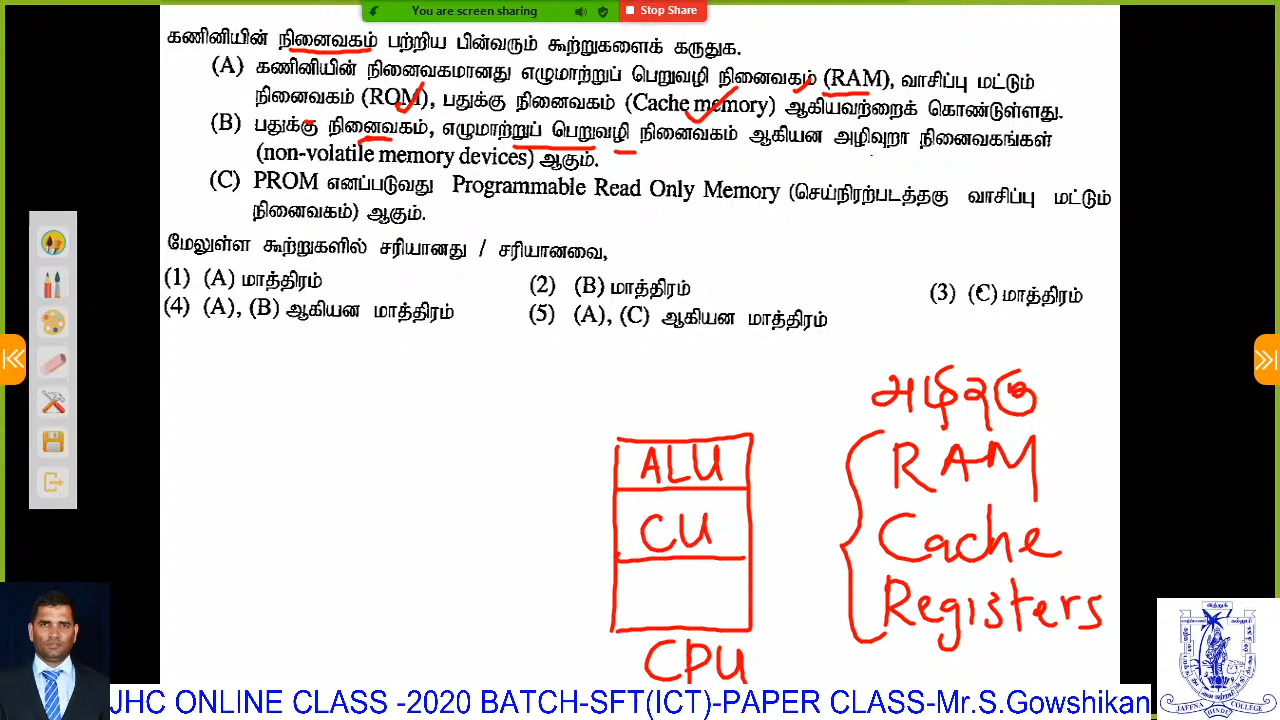 You are screen sharing
Stop Share
கணினியின் நினைவகம் பற்றிய பின்வரும் கூற்றுகளைக் கருதுக.
(A) கணினியின் நினைவகமானது எழுமாற்றுப் பெறுவழி நினைவகம் (RAM), வாசிப்பு மட்டும்
நினைவகம் (ROM), பதுக்கு நினைவகம் (Cache memory) ஆகியவற்றைக் கொண்டுள்ளது.
(B) பதுக்கு நினைவகம், எழுமாற்றுப் பெறுவழி நினைவகம் ஆகியன அழிவுறா நினைவகங்கள்
(non-volatile memory devices) ஆகும்.
(C) PROM எனப்படுவது Programmable Read Only Memory (செய்நிரற்படத்தகு வாசிப்பு மட்டும்
நினைவகம்) ஆகும்.
மேலுள்ள கூற்றுகளில் சரியானது / சரியானவை,
(1) (A) மாத்திரம் (2) (B) மாத்திரம் (3) (C) மாத்திரம்
(4) (A), (B) ஆகியன மாத்திரம் (5) (A), (C) ஆகியன மாத்திரம்
ALU
CU
CPU
RAM
Cache
Registers
JHC ONLINE CLASS -2020 BATCH-SFT(ICT)-PAPER CLASS-Mr.S.Gowshikan
JAFFNA HINDU COLLEGE